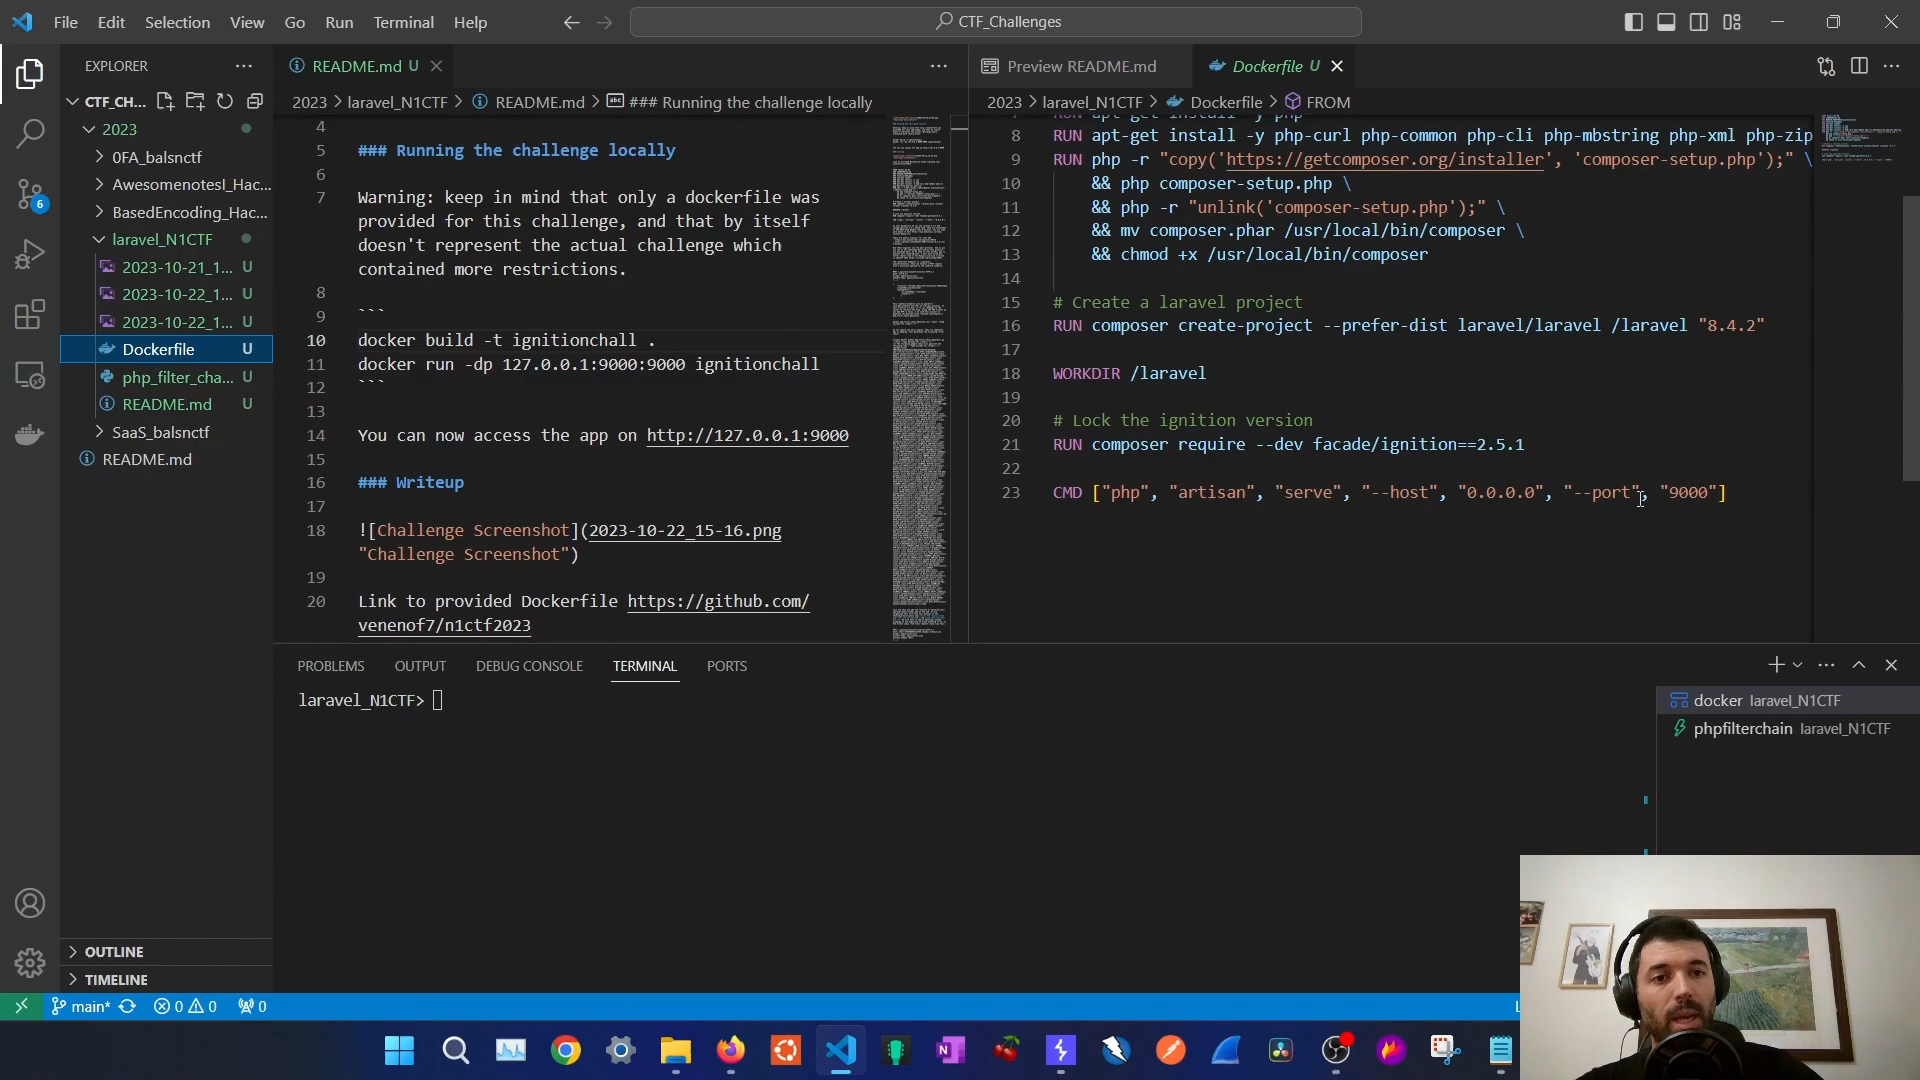 File Edit Selection View Go Run Terminal Help
CTF_Challenges
EXPLORER
CTF_CH...
2023
0FA_balsnctf
Awesomenotesl_Hac...
BasedEncoding_Hac...
laravel_N1CTF
2023-10-21_1... U
2023-10-22_1... U
2023-10-22_1... U
Dockerfile U
php_filter_cha... U
README.md U
SaaS_balsnctf
README.md
OUTLINE
TIMELINE
6
README.md U
2023 > laravel_N1CTF > README.md > ### Running the challenge locally
4
5 ### Running the challenge locally
6
7 Warning: keep in mind that only a dockerfile was
provided for this challenge, and that by itself
doesn't represent the actual challenge which
contained more restrictions.
8
9 ```
10 docker build -t ignitionchall .
11 docker run -dp 127.0.0.1:9000:9000 ignitionchall
12 ```
13
14 You can now access the app on http://127.0.0.1:9000
15
16 ### Writeup
17
18 ![Challenge Screenshot](2023-10-22_15-16.png
"Challenge Screenshot")
19
20 Link to provided Dockerfile https://github.com/
venenof7/n1ctf2023
Preview README.md
Dockerfile U
2023 > laravel_N1CTF > Dockerfile > FROM
7 RUN apt-get install -y php
8 RUN apt-get install -y php-curl php-common php-cli php-mbstring php-xml php-zip
9 RUN php -r "copy('https://getcomposer.org/installer', 'composer-setup.php');" \
10 && php composer-setup.php \
11 && php -r "unlink('composer-setup.php');" \
12 && mv composer.phar /usr/local/bin/composer \
13 && chmod +x /usr/local/bin/composer
14
15 # Create a laravel project
16 RUN composer create-project --prefer-dist laravel/laravel /laravel "8.4.2"
17
18 WORKDIR /laravel
19
20 # Lock the ignition version
21 RUN composer require --dev facade/ignition==2.5.1
22
23 CMD ["php", "artisan", "serve", "--host", "0.0.0.0", "--port", "9000"]
PROBLEMS OUTPUT DEBUG CONSOLE TERMINAL PORTS
laravel_N1CTF>
docker laravel_N1CTF
phpfilterchain laravel_N1CTF
main* 0 0 0